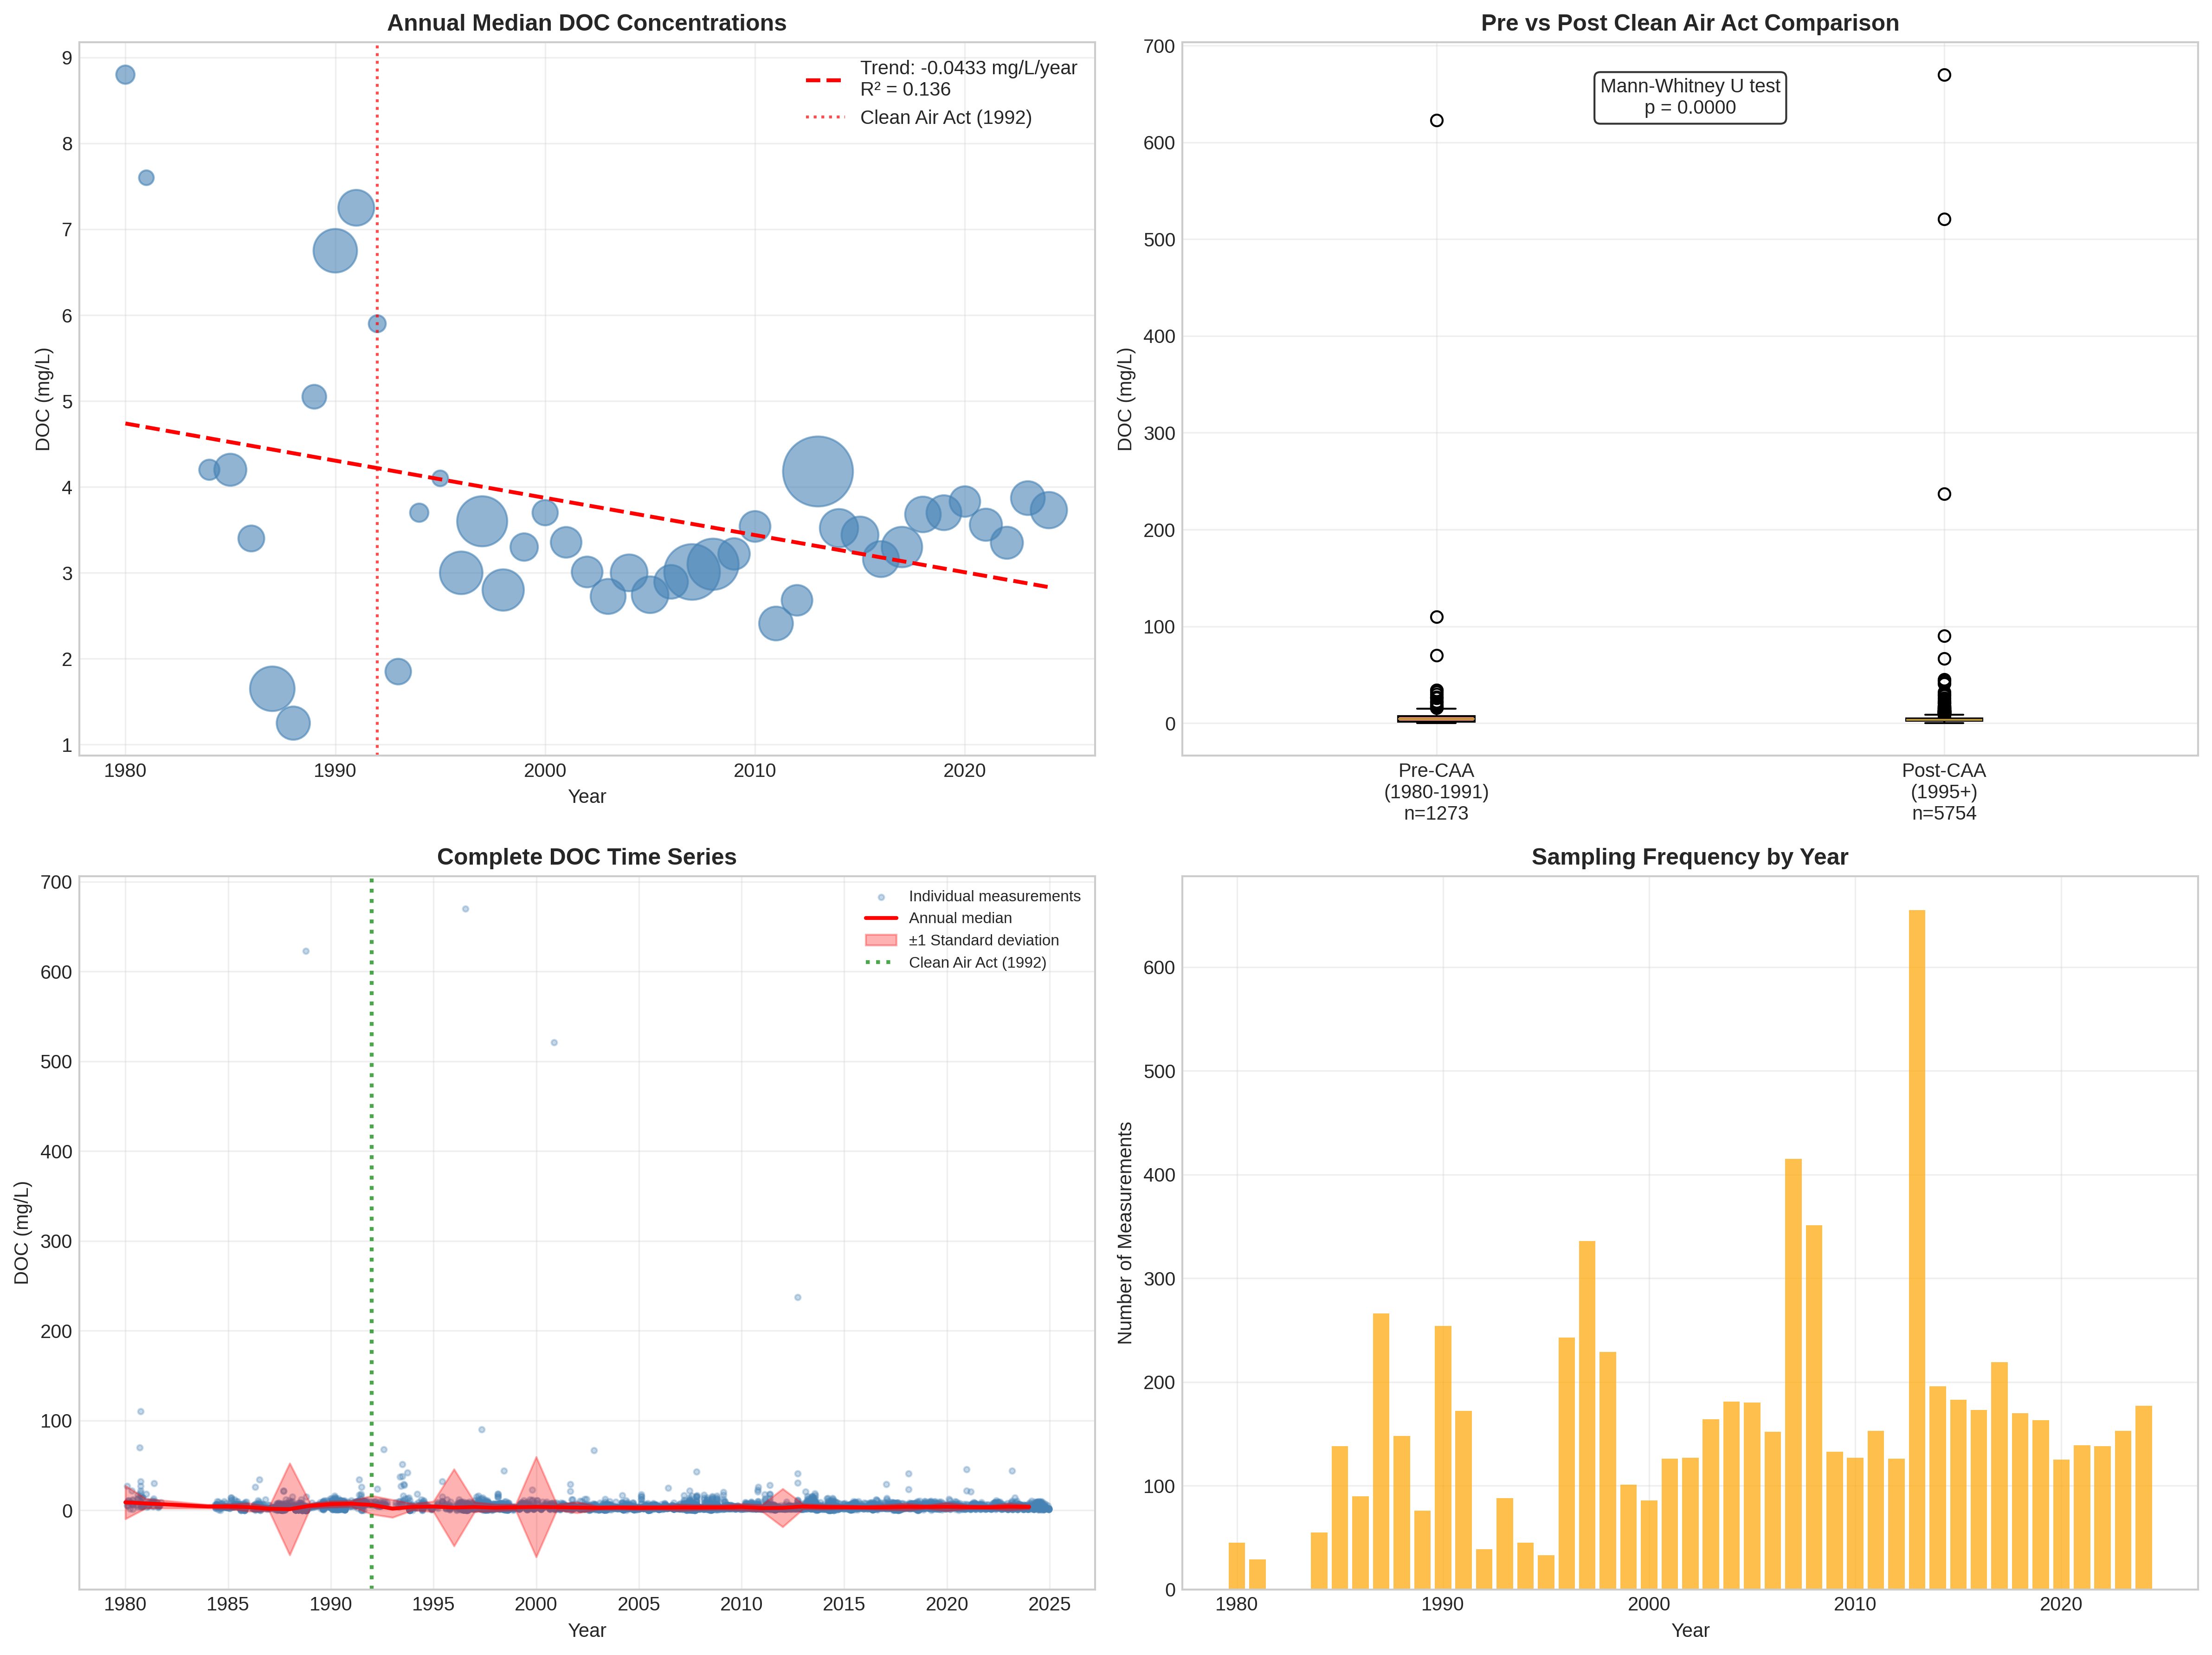 Annual Median DOC Concentrations
9
8
7
6
5
4
3
2
1
DOC (mg/L)
Trend: -0.0433 mg/L/year
R² = 0.136
Clean Air Act (1992)
1980
1990
2000
2010
2020
Year
Pre vs Post Clean Air Act Comparison
700
600
500
400
300
200
100
0
DOC (mg/L)
Mann-Whitney U test
p = 0.0000
Pre-CAA
(1980-1991)
n=1273
Post-CAA
(1995+)
n=5754
Complete DOC Time Series
700
600
500
400
300
200
100
0
DOC (mg/L)
Individual measurements
Annual median
±1 Standard deviation
Clean Air Act (1992)
1980
1985
1990
1995
2000
2005
2010
2015
2020
2025
Year
Sampling Frequency by Year
600
500
400
300
200
100
0
Number of Measurements
1980
1990
2000
2010
2020
Year